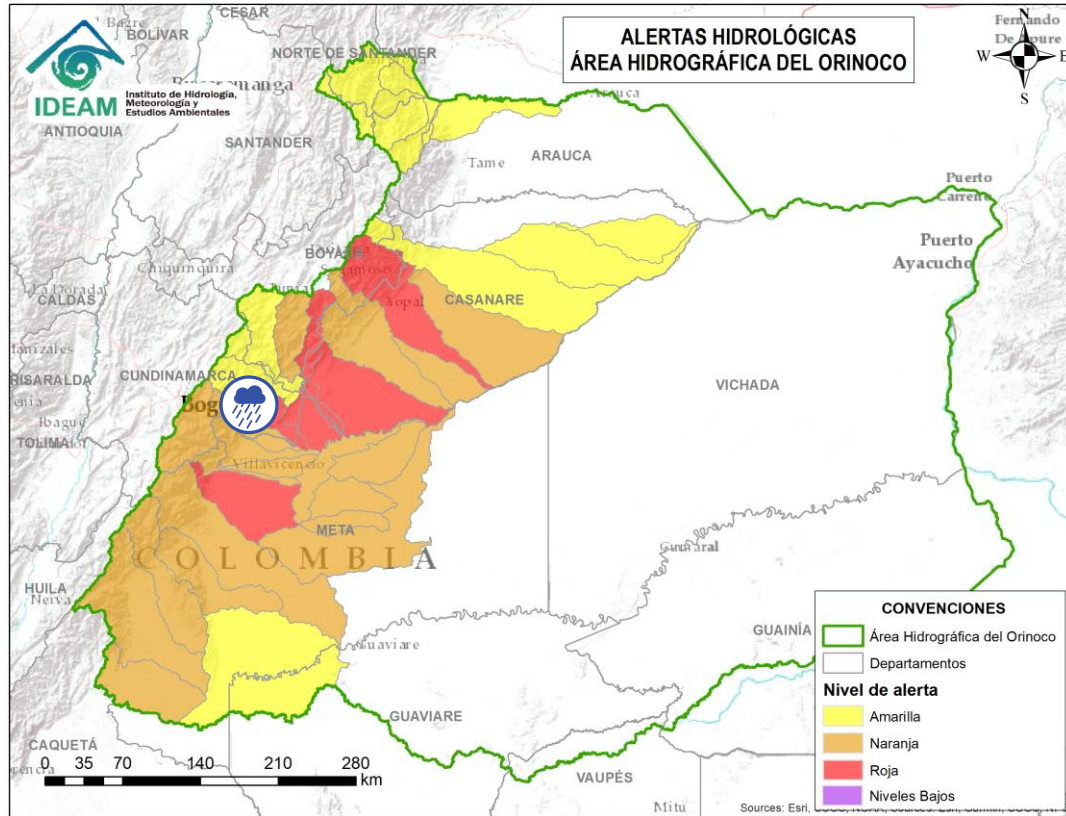 ALERTAS HIDROLÓGICAS
ÁREA HIDROGRÁFICA DEL ORINOCO
N
W
E
S
IDEAM
Instituto de Hidrología,
Meteorología y
Estudios Ambientales
CESAR
BOLÍVAR
NORTE DE SANTANDER
ANTIOQUIA
SANTANDER
Arauca
ARAUCA
Tame
Puerto
Carreño
Puerto
Ayacucho
BOYACÁ
Chiquinquira
La Dorada
CALDAS
Yopal
CASANARE
VICHADA
RISARALDA
CUNDINAMARCA
Ibagué
TOLIMA
Villavicencio
META
COLOMBIA
HUILA
Neiva
GUAINÍA
GUAVIARE
CAQUETÁ
VAUPÉS
Mitú
0 35 70 140 210 280
km
CONVENCIONES
Área Hidrográfica del Orinoco
Departamentos
Nivel de alerta
Amarilla
Naranja
Roja
Niveles Bajos
Sources: Esri,